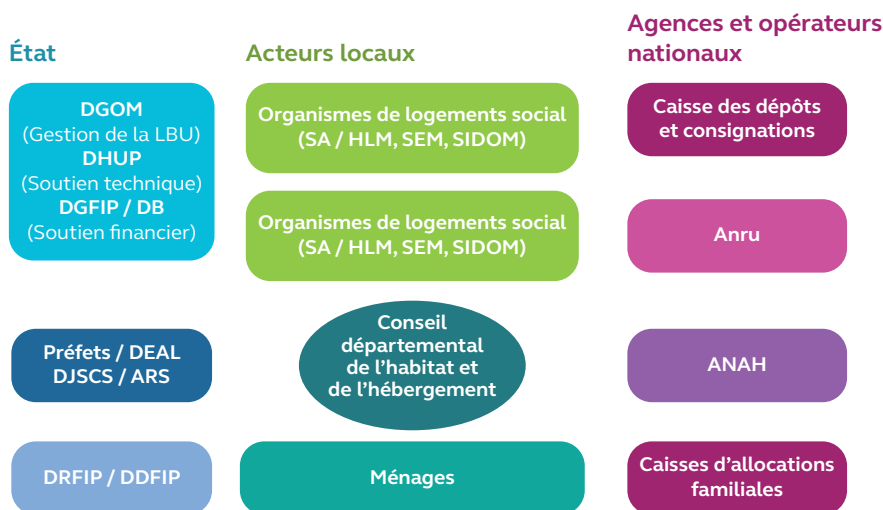 État
DGOM
(Gestion de la LBU)
DHUP
(Soutien technique)
DGFIP / DB
(Soutien financier)
Préfets / DEAL
DJSCS / ARS
DRFIP / DDFIP
Acteurs locaux
Organismes de logements social
(SA / HLM, SEM, SIDOM)
Organismes de logements social
(SA / HLM, SEM, SIDOM)
Conseil
départemental
de l’habitat et
de l’hébergement
Ménages
Agences et opérateurs
nationaux
Caisse des dépôts
et consignations
Anru
ANAH
Caisses d’allocations
familiales